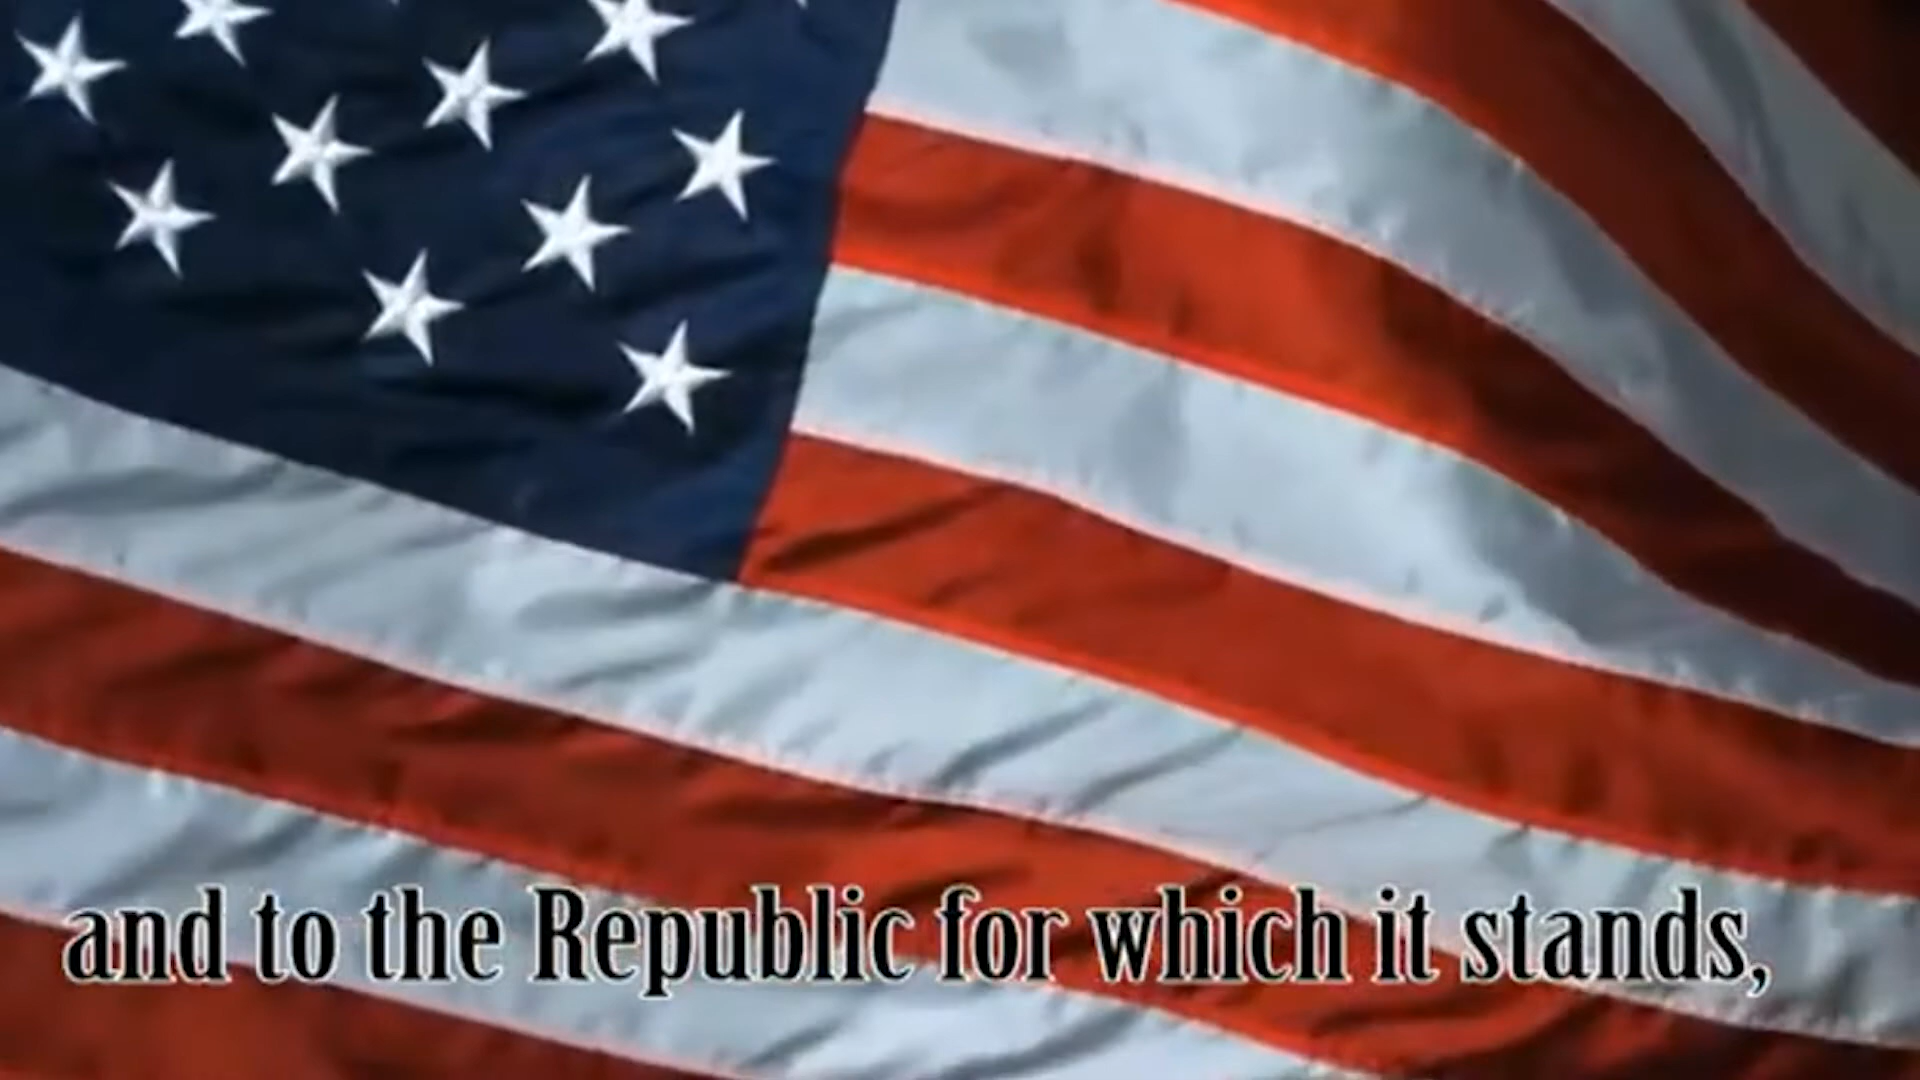 and to the Republic for which it stands,